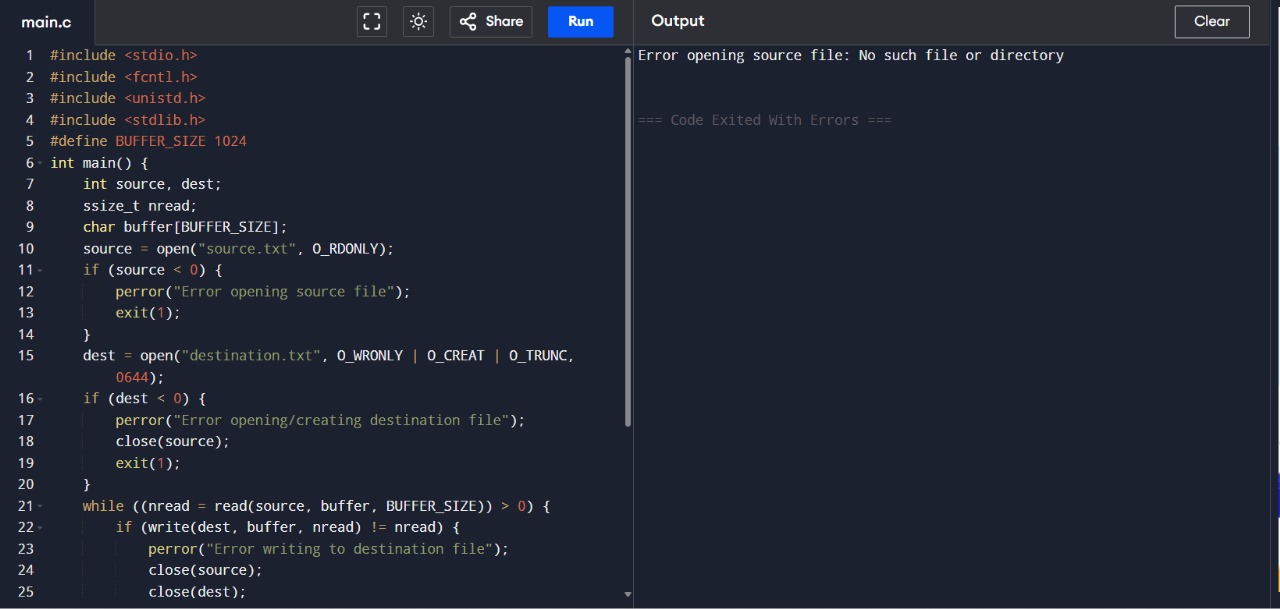 main.c
Share
Run
Output
Clear
1 #include <stdio.h>
2 #include <fcntl.h>
3 #include <unistd.h>
4 #include <stdlib.h>
5 #define BUFFER_SIZE 1024
6 int main() {
7     int source, dest;
8     ssize_t nread;
9     char buffer[BUFFER_SIZE];
10     source = open("source.txt", O_RDONLY);
11     if (source < 0) {
12         perror("Error opening source file");
13         exit(1);
14     }
15     dest = open("destination.txt", O_WRONLY | O_CREAT | O_TRUNC,
        0644);
16     if (dest < 0) {
17         perror("Error opening/creating destination file");
18         close(source);
19         exit(1);
20     }
21     while ((nread = read(source, buffer, BUFFER_SIZE)) > 0) {
22         if (write(dest, buffer, nread) != nread) {
23             perror("Error writing to destination file");
24             close(source);
25             close(dest);
Error opening source file: No such file or directory
=== Code Exited With Errors ===